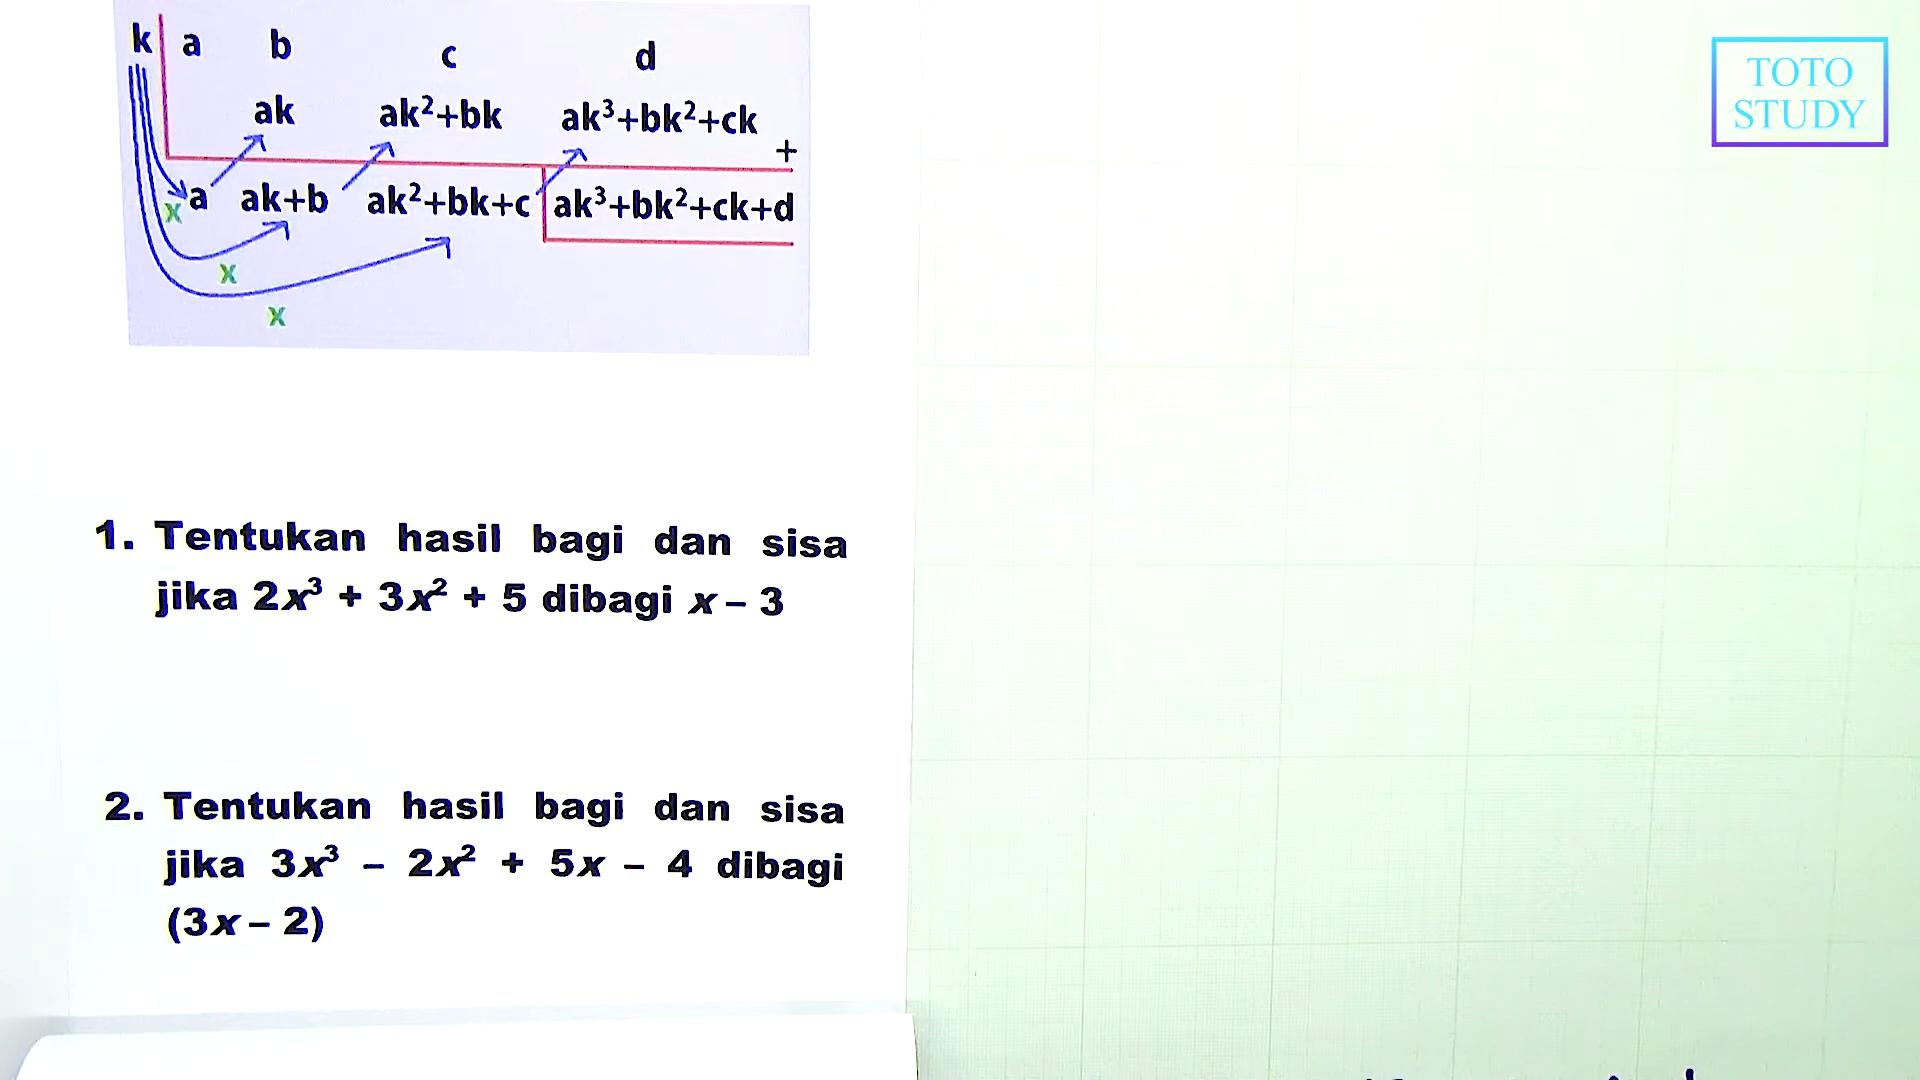 k a b c d
ak ak²+bk ak³+bk²+ck
+
a ak+b ak²+bk+c ak³+bk²+ck+d
x
x
x
TOTO
STUDY
1. Tentukan hasil bagi dan sisa
jika 2x³ + 3x² + 5 dibagi x – 3
2. Tentukan hasil bagi dan sisa
jika 3x³ – 2x² + 5x – 4 dibagi
(3x – 2)